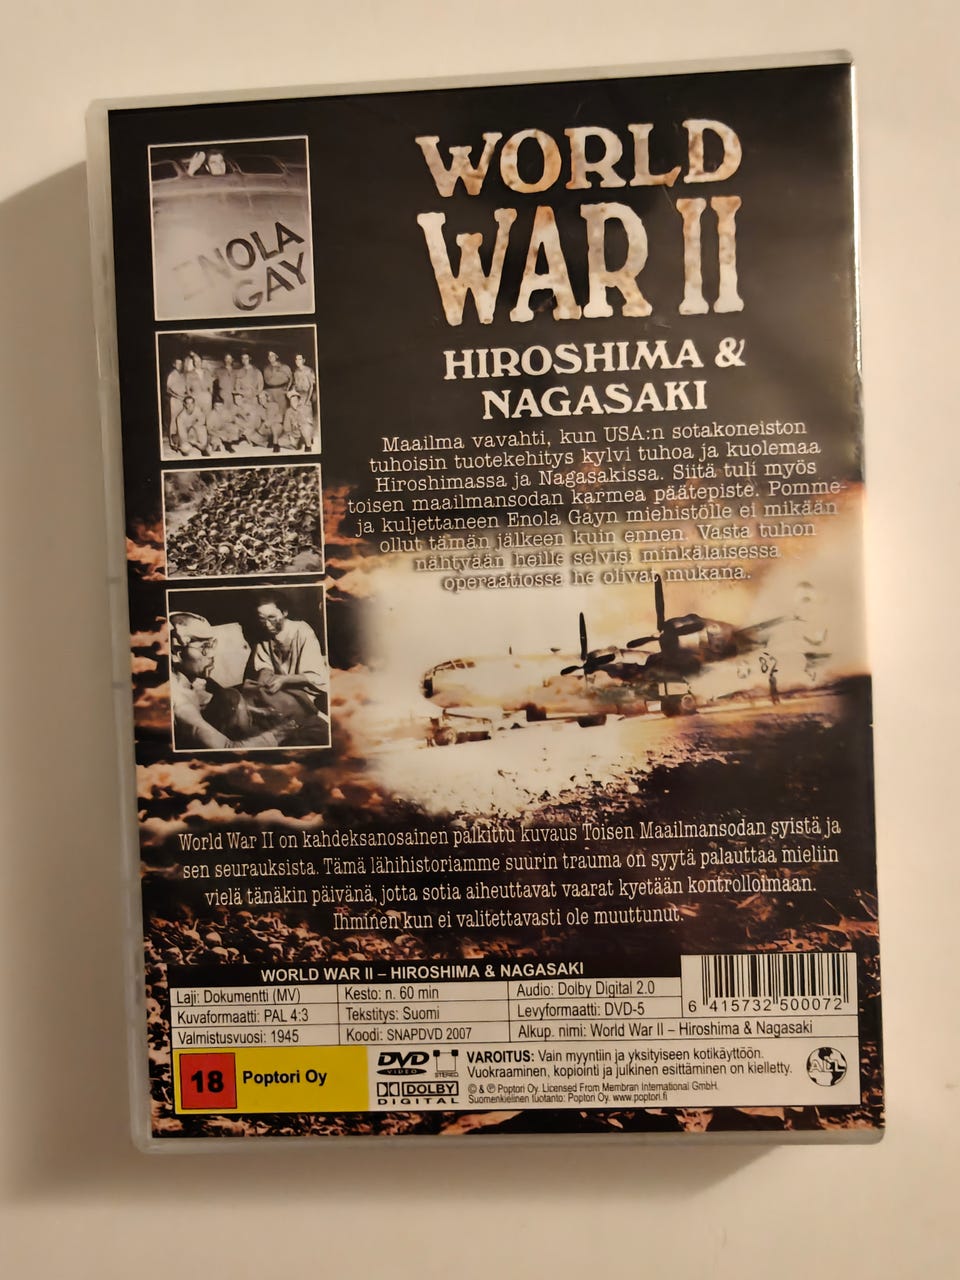 ENOLA
GAY
WORLD
WAR II
HIROSHIMA &
NAGASAKI
Maailma vavahti, kun USA:n sotakoneiston
tuhoisin tuotekehitys kylvi tuhoa ja kuolemaa
Hiroshimassa ja Nagasakissa. Siitä tuli myös
toisen maailmansodan karmea päätepiste. Pomme-
ja kuljettaneen Enola Gayn miehistölle ei mikään
ollut tämän jälkeen kuin ennen. Vasta tuhon
nähtyään heille selvisi minkälaisessa
operaatiossa he olivat mukana.
82
World War II on kahdeksanosainen palkittu kuvaus Toisen Maailmansodan syistä ja
sen seurauksista. Tämä lähihistoriamme suurin trauma on syytä palauttaa mieliin
vielä tänäkin päivänä, jotta sotia aiheuttavat vaarat kyetään kontrolloimaan.
Ihminen kun ei valitettavasti ole muuttunut.
WORLD WAR II – HIROSHIMA & NAGASAKI
Laji: Dokumentti (MV) Kesto: n. 60 min Audio: Dolby Digital 2.0
Kuvaformaatti: PAL 4:3 Tekstitys: Suomi Levyformaatti: DVD-5
Valmistusvuosi: 1945 Koodi: SNAPDVD 2007 Alkup. nimi: World War II – Hiroshima & Nagasaki
6 415732 500072
18 Poptori Oy
DVD VIDEO
STEREO
DOLBY
DIGITAL
VAROITUS: Vain myyntiin ja yksityiseen kotikäyttöön.
Vuokraaminen, kopiointi ja julkinen esittäminen on kielletty.
© & ℗ Poptori Oy. Licensed From Membran International GmbH.
Suomenkielinen tuotanto: Poptori Oy. www.poptori.fi
ALL